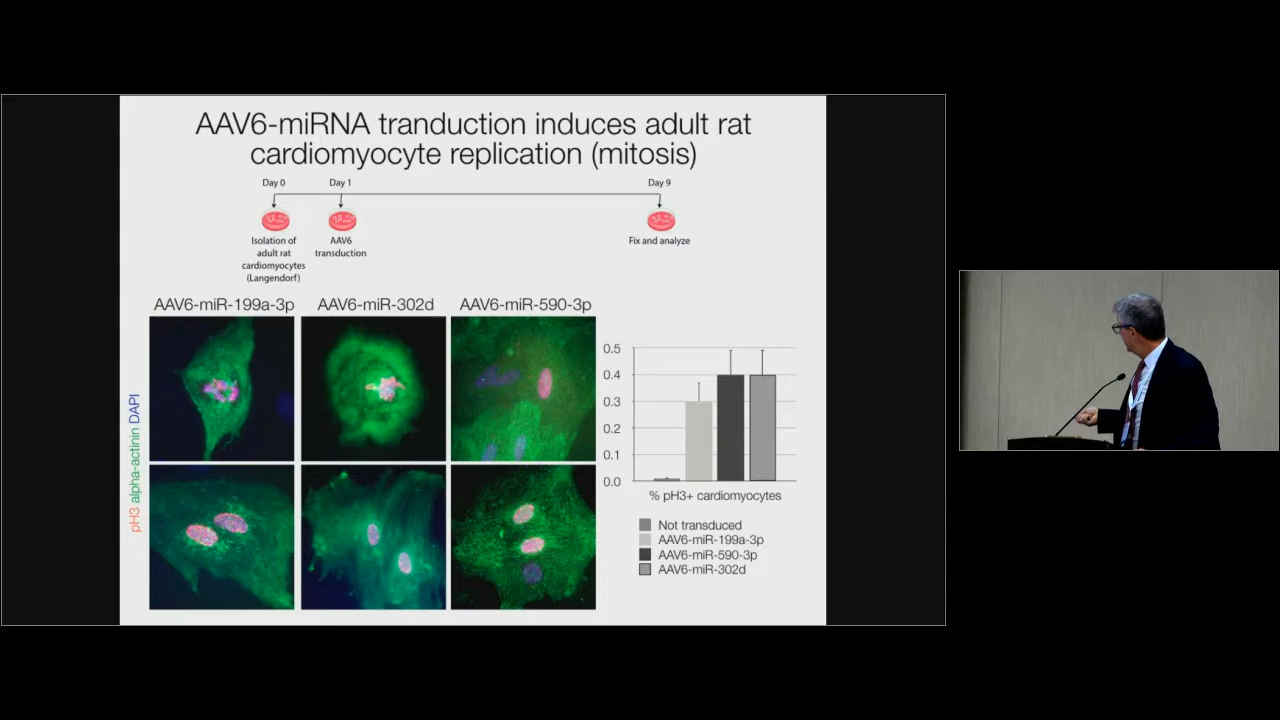 AAV6-miRNA tranduction induces adult rat
cardiomyocyte replication (mitosis)
Day 0
Day 1
Day 9
Isolation of
adult rat
cardiomyocytes
(Langendorf)
AAV6
transduction
Fix and analyze
AAV6-miR-199a-3p
AAV6-miR-302d
AAV6-miR-590-3p
pH3 alpha-actinin DAPI
0.5
0.4
0.3
0.2
0.1
0.0
% pH3+ cardiomyocytes
Not transduced
AAV6-miR-199a-3p
AAV6-miR-590-3p
AAV6-miR-302d